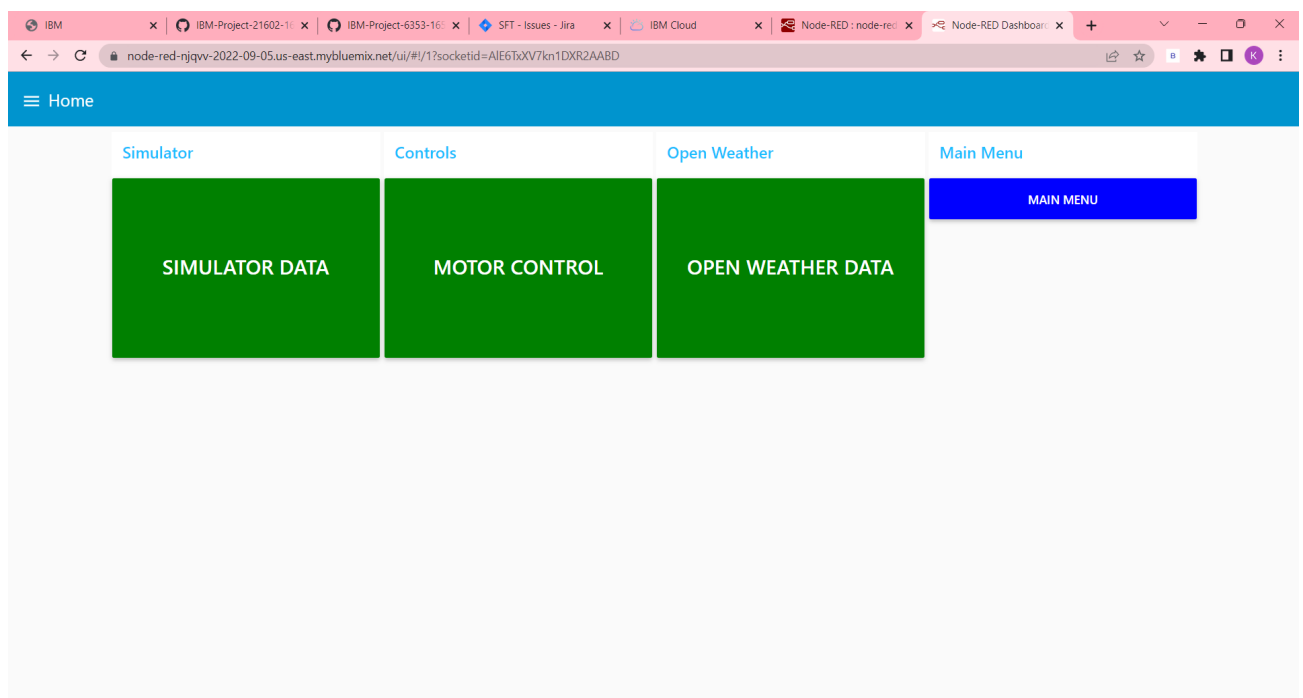 IBM
IBM-Project-21602-16
IBM-Project-6353-165
SFT - Issues - Jira
IBM Cloud
Node-RED : node-red
Node-RED Dashboard
node-red-njqvv-2022-09-05.us-east.mybluemix.net/ui/#!/1?socketid=AlE6TxXV7kn1DXR2AABD
B
K
Home
Simulator
Controls
Open Weather
Main Menu
SIMULATOR DATA
MOTOR CONTROL
OPEN WEATHER DATA
MAIN MENU